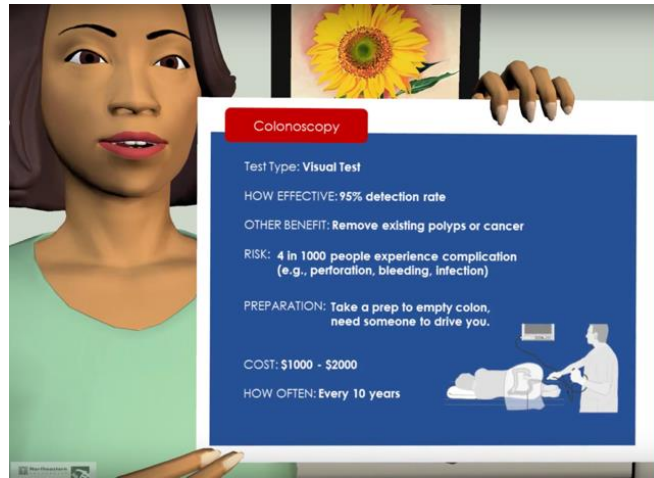 Colonoscopy
Test Type: Visual Test
HOW EFFECTIVE: 95% detection rate
OTHER BENEFIT: Remove existing polyps or cancer
RISK: 4 in 1000 people experience complication
(e.g., perforation, bleeding, infection)
PREPARATION: Take a prep to empty colon,
need someone to drive you.
COST: $1000 - $2000
HOW OFTEN: Every 10 years
Northeastern